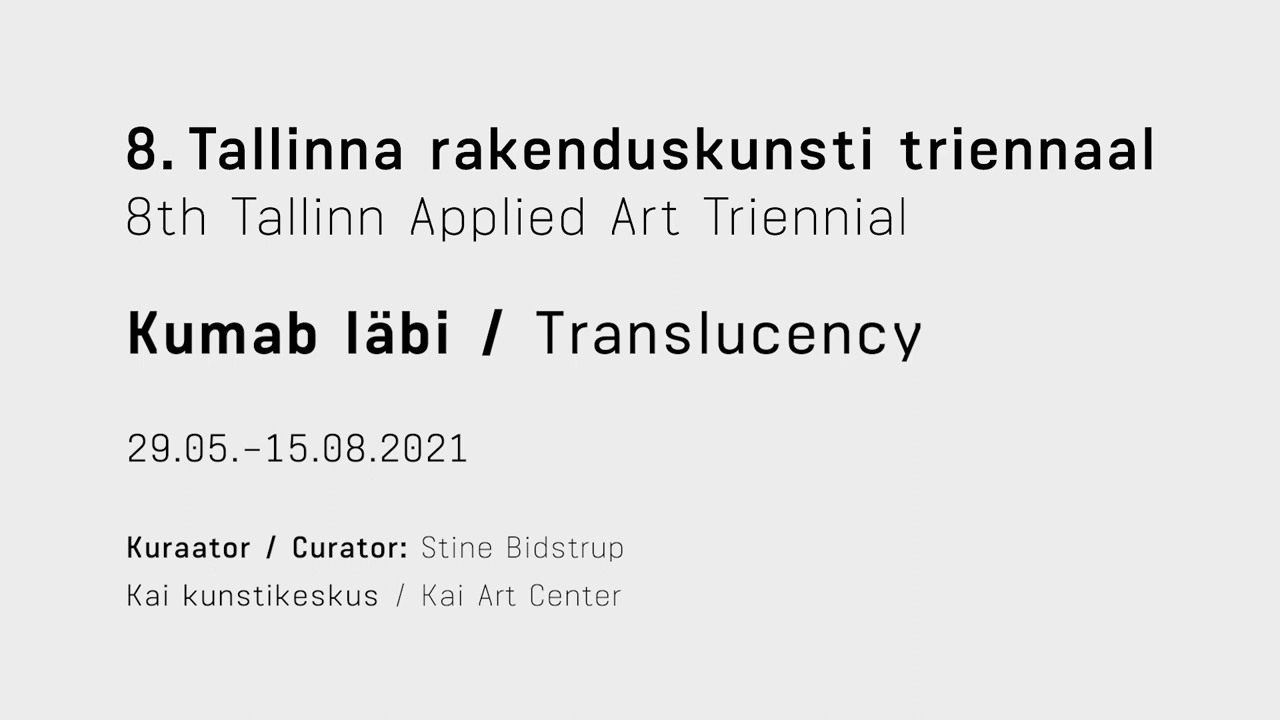 8. Tallinna rakenduskunsti triennaal
8th Tallinn Applied Art Triennial
Kumab läbi / Translucency
29.05.–15.08.2021
Kuraator / Curator: Stine Bidstrup
Kai kunstikeskus / Kai Art Center